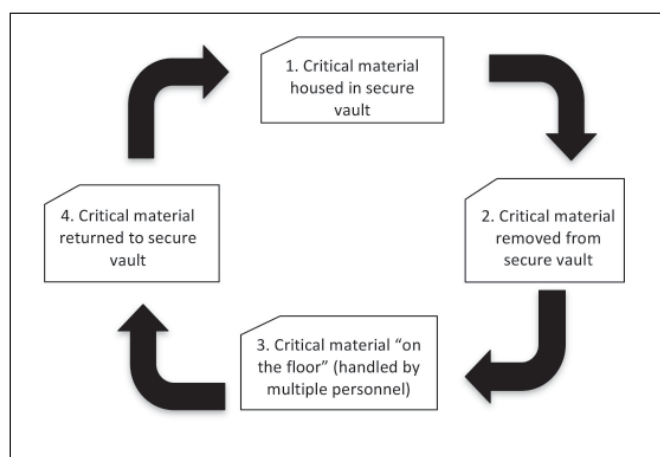 1. Critical material
housed in secure
vault
2. Critical material
removed from
secure vault
3. Critical material “on
the floor” (handled by
multiple personnel)
4. Critical material
returned to secure
vault